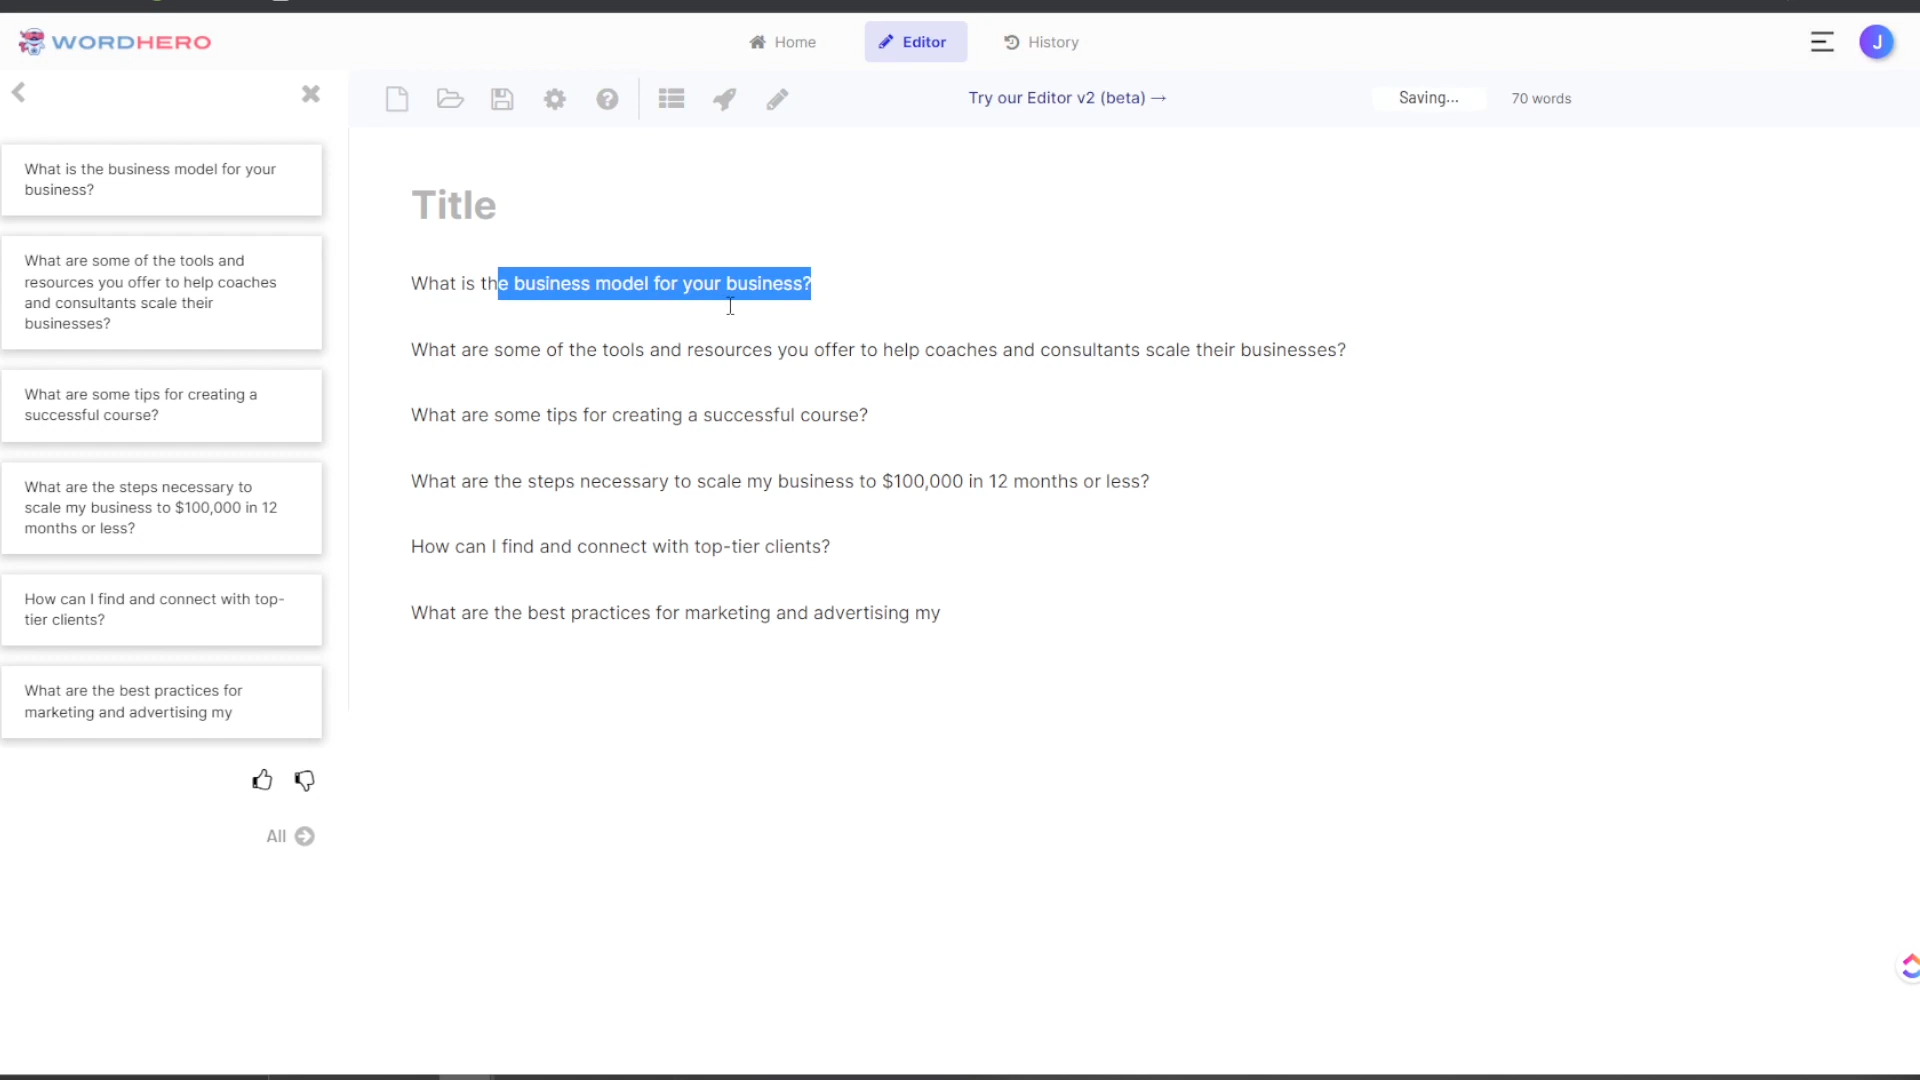 WORDHERO
Home
Editor
History
J
Try our Editor v2 (beta) →
Saving...
70 words
What is the business model for your
business?
What are some of the tools and
resources you offer to help coaches
and consultants scale their
businesses?
What are some tips for creating a
successful course?
What are the steps necessary to
scale my business to $100,000 in 12
months or less?
How can I find and connect with top-
tier clients?
What are the best practices for
marketing and advertising my
All
Title
What is the business model for your business?
What are some of the tools and resources you offer to help coaches and consultants scale their businesses?
What are some tips for creating a successful course?
What are the steps necessary to scale my business to $100,000 in 12 months or less?
How can I find and connect with top-tier clients?
What are the best practices for marketing and advertising my